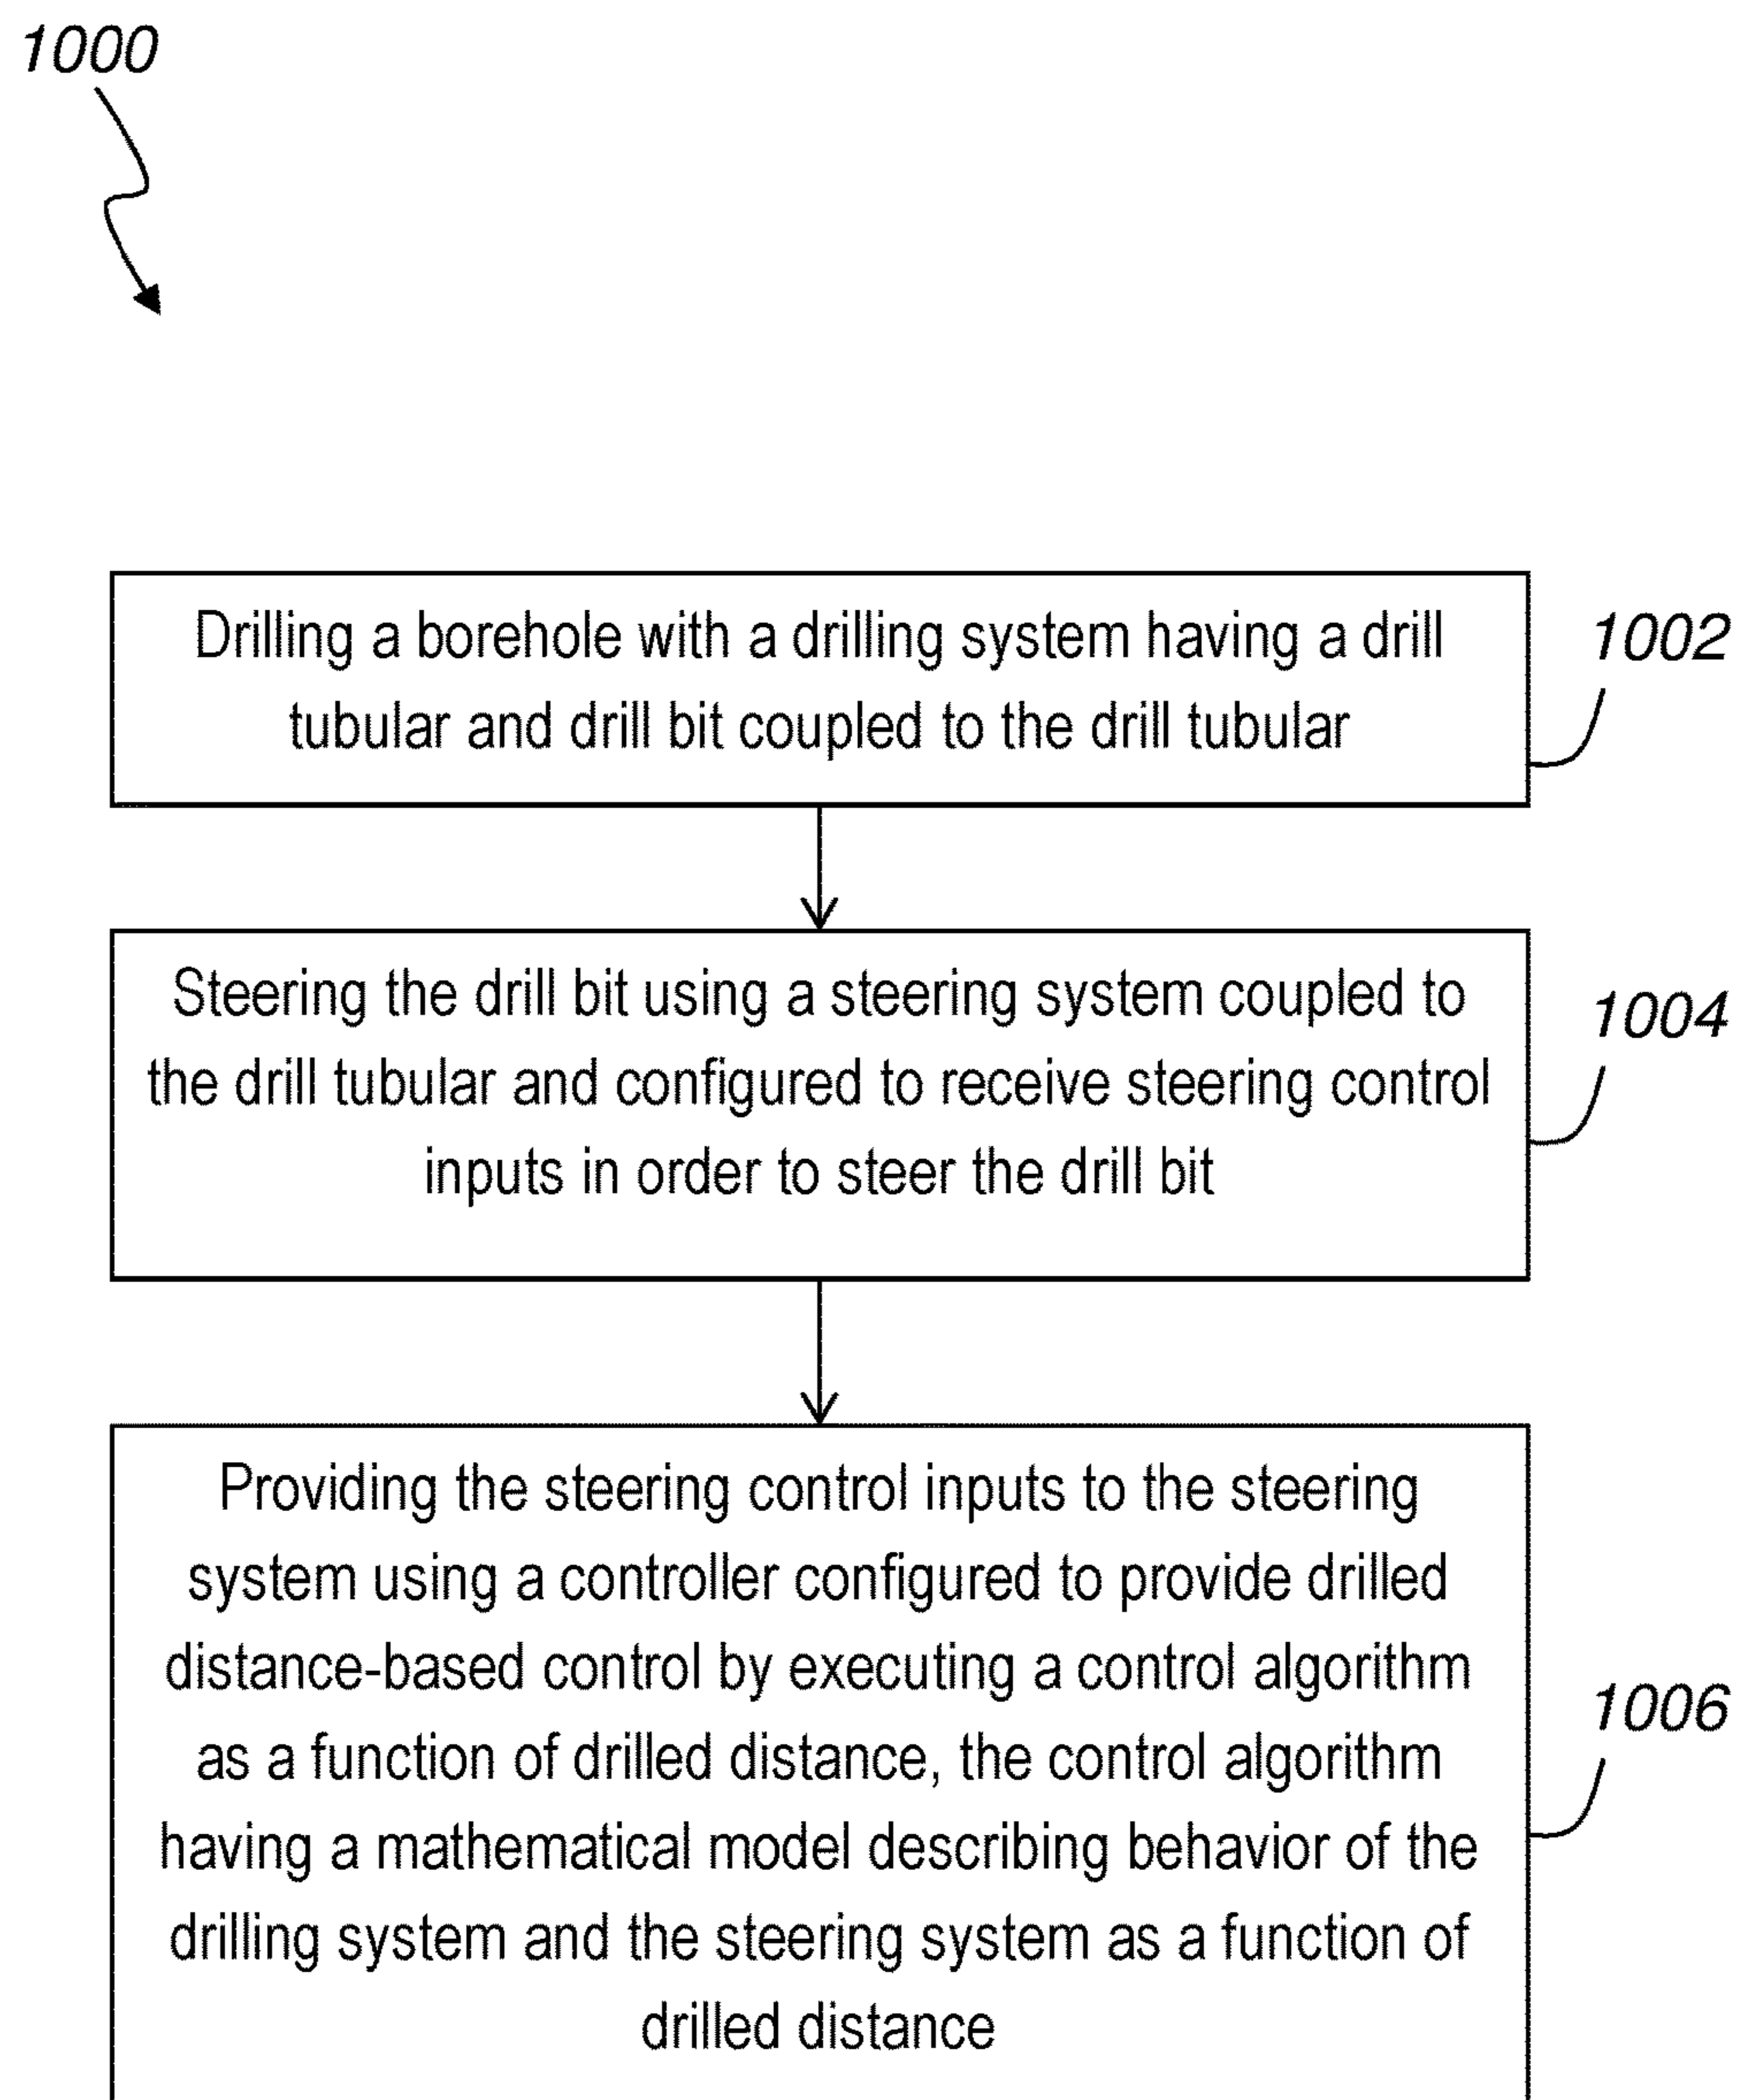 1000
Drilling a borehole with a drilling system having a drill
tubular and drill bit coupled to the drill tubular
1002
Steering the drill bit using a steering system coupled to
the drill tubular and configured to receive steering control
inputs in order to steer the drill bit
1004
Providing the steering control inputs to the steering
system using a controller configured to provide drilled
distance-based control by executing a control algorithm
as a function of drilled distance, the control algorithm
having a mathematical model describing behavior of the
drilling system and the steering system as a function of
drilled distance
1006